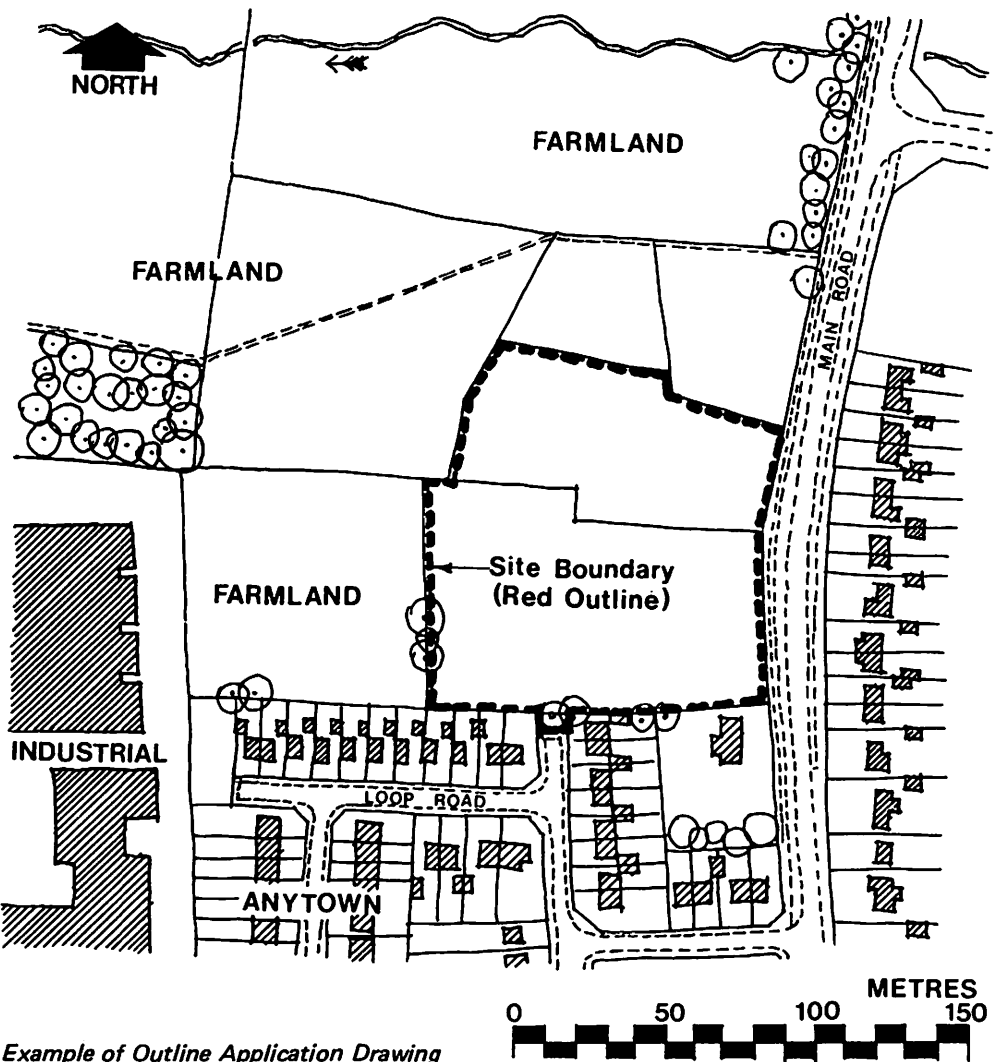 NORTH
FARMLAND
FARMLAND
MAIN ROAD
Site Boundary
(Red Outline)
FARMLAND
INDUSTRIAL
LOOP ROAD
ANYTOWN
METRES
0 50 100 150
Example of Outline Application Drawing